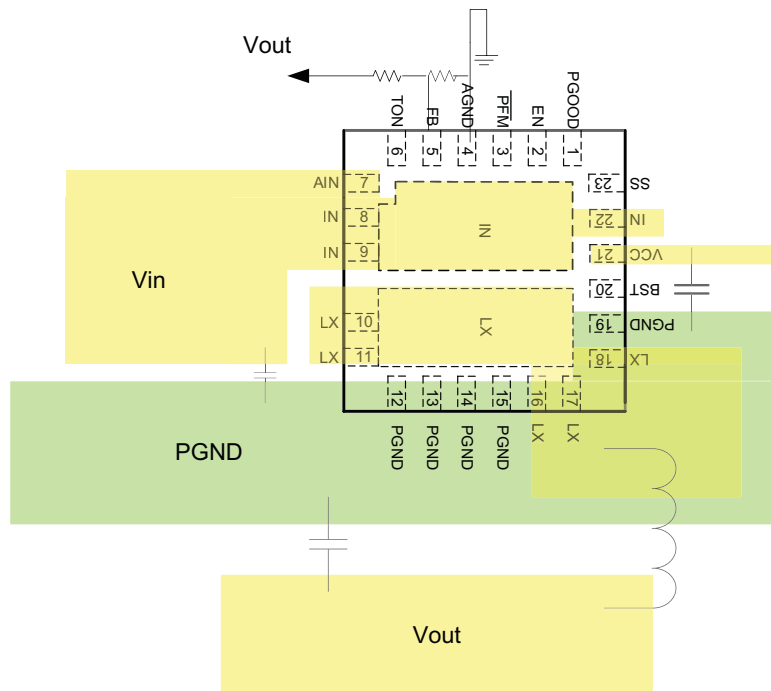 Vout
TON
FB
AGND
PFM
EN
PGOOD
6
5
4
3
2
1
AIN
7
23
SS
IN
8
IN
22
IN
IN
9
21
VCC
Vin
20
BST
LX
10
LX
19
PGND
LX
11
18
LX
12
13
14
15
16
17
PGND
PGND
PGND
PGND
PGND
LX
LX
Vout